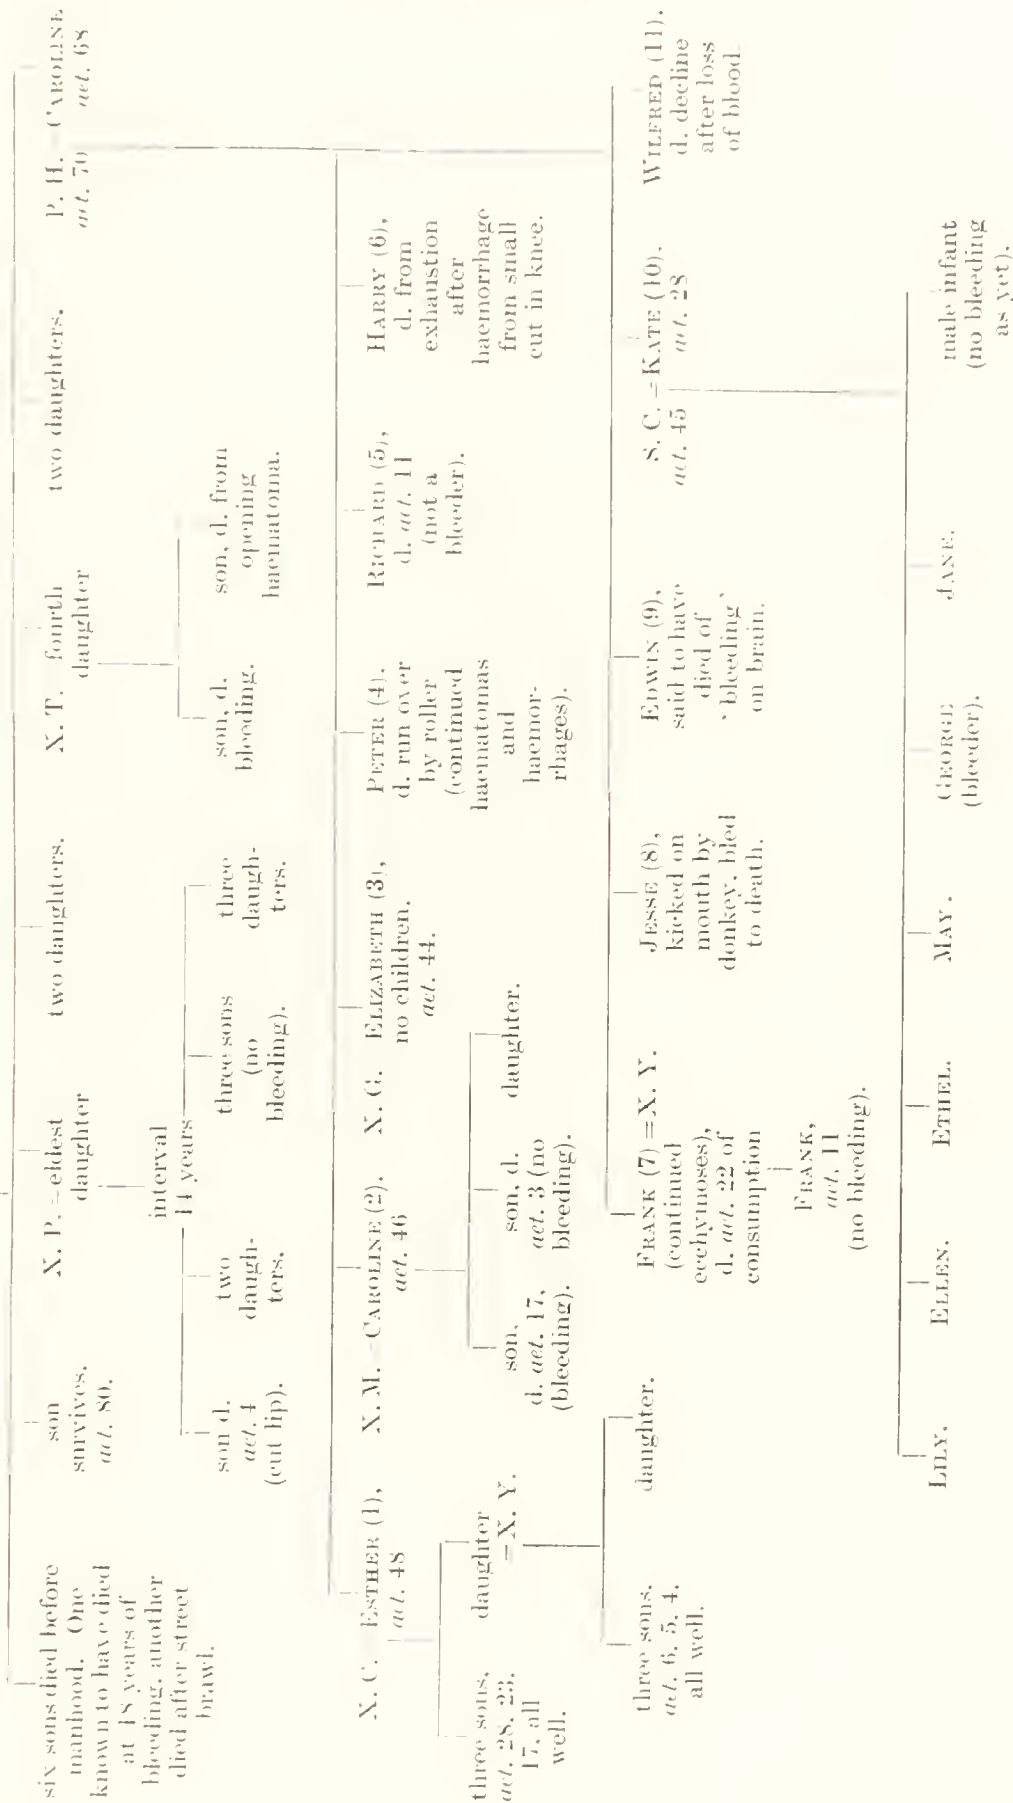 six sons died before
manhood. One
known to have died
at 18 years of
bleeding, another
died after street
brawl.
son
survives,
aet. 80.
X. P. = eldest
daughter
two daughters.
X. T. fourth
daughter
two daughters.
P. H. = CAROLINE
aet. 70 aet. 68
son d.
aet. 4
(cut lip).
two
daugh-
ters.
interval
14 years
three sons
(no
bleeding).
three
daugh-
ters.
son, d.
bleeding.
son, d. from
opening
haematoma.
X. C. ESTHER (1),
aet. 48
X. M. = CAROLINE (2),
aet. 46
X. G. ELIZABETH (3),
no children.
aet. 44.
PETER (4),
d. run over
by roller
(continued
haematomas
and
haemor-
rhages).
RICHARD (5),
d. aet. 11
(not a
bleeder).
HARRY (6),
d. from
exhaustion
after
haemorrhage
from small
cut in knee.
three sons,
aet. 28, 23,
17, all
well.
daughter
= X. Y.
son,
d. aet. 17,
(bleeding).
son, d.
aet. 3 (no
bleeding).
daughter.
three sons,
aet. 6, 5, 4,
all well.
daughter.
FRANK (7) = X. Y.
(continued
ecchymoses),
d. aet. 22 of
consumption
JESSE (8),
kicked on
mouth by
donkey, bled
to death.
EDWIN (9),
said to have
died of
'bleeding'
on brain.
S. C. = KATE (10),
aet. 45 aet. 28
WILFRED (11),
d. decline
after loss
of blood.
FRANK,
aet. 11
(no bleeding).
LILY.
ELLEN.
ETHEL.
MAY.
GEORGE
(bleeder).
JANE.
male infant
(no bleeding
as yet).